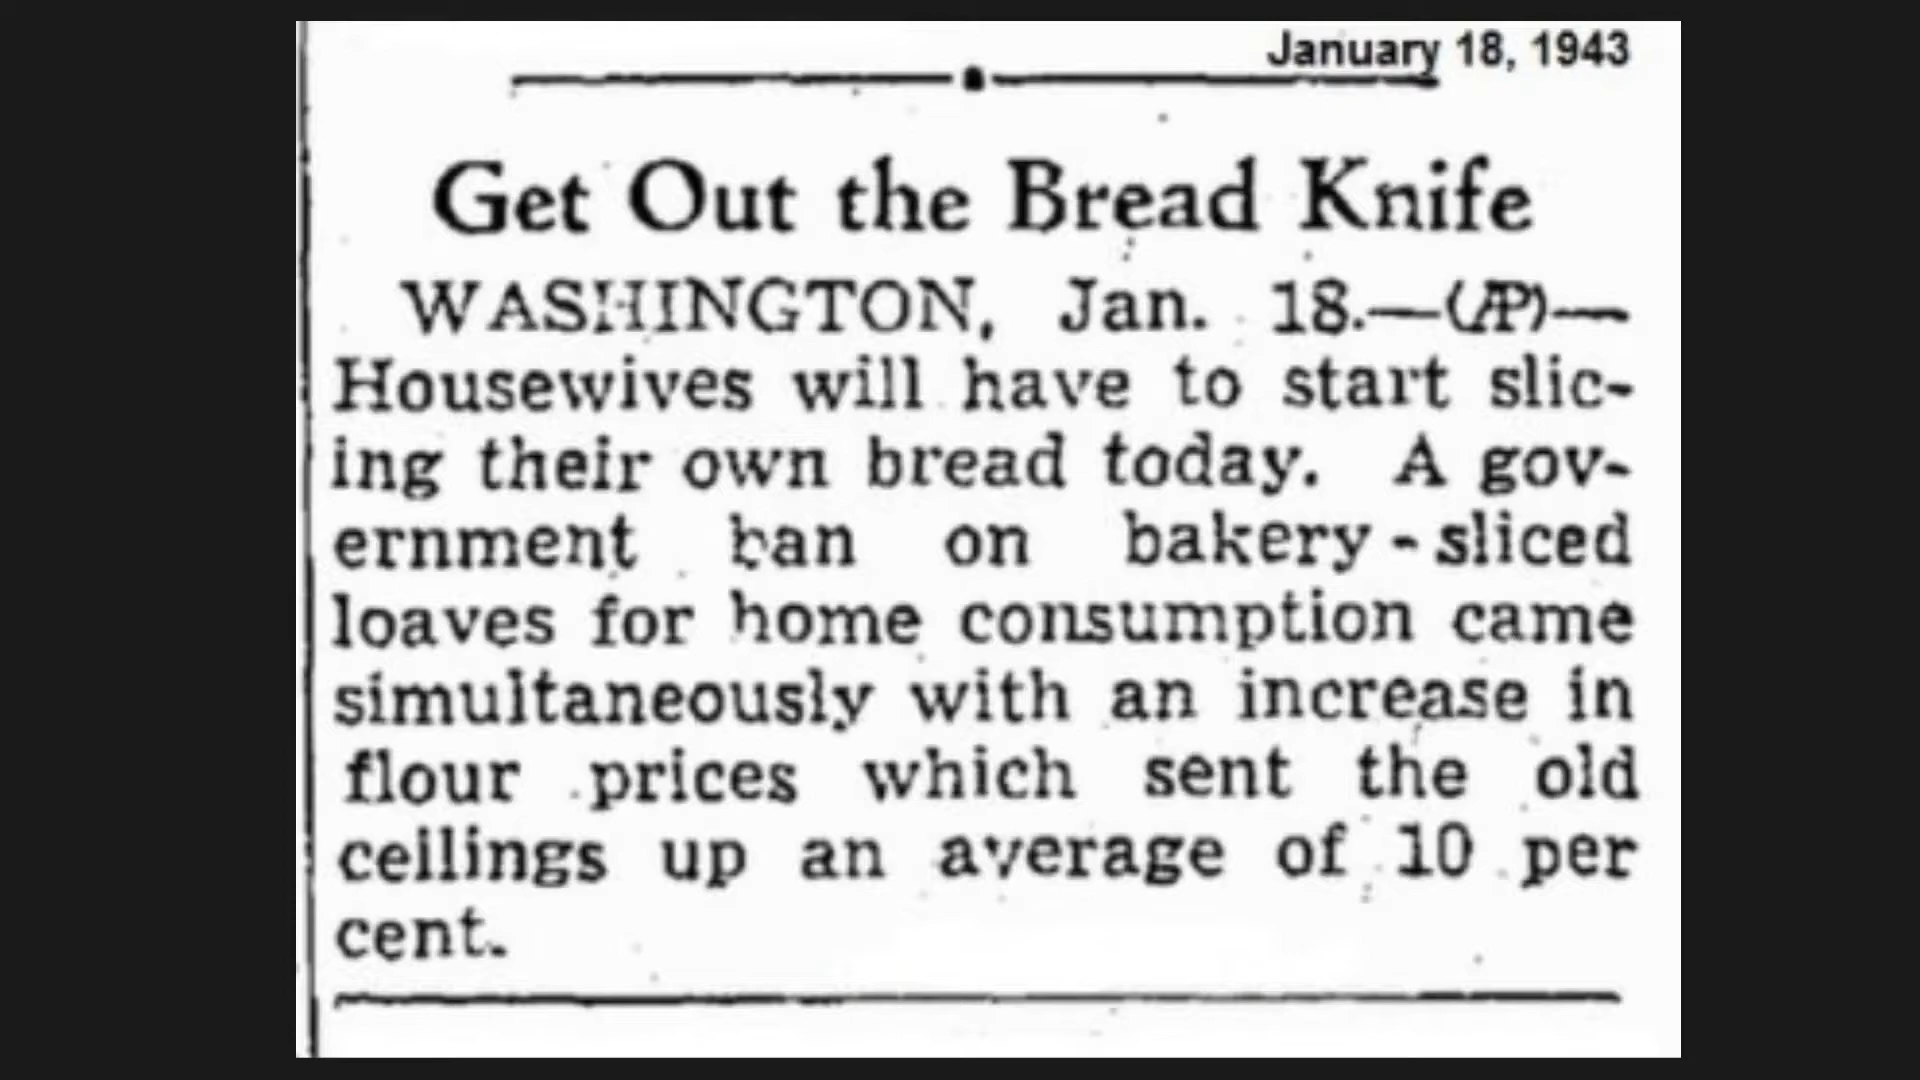 January 18, 1943
Get Out the Bread Knife
WASHINGTON, Jan. 18.—(AP)—
Housewives will have to start slic-
ing their own bread today. A gov-
ernment ban on bakery-sliced
loaves for home consumption came
simultaneously with an increase in
flour prices which sent the old
ceilings up an average of 10 per
cent.